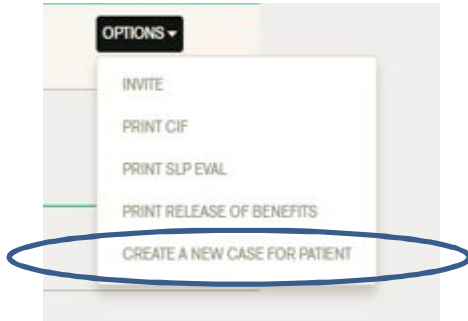 OPTIONS
INVITE
PRINT CIF
PRINT SLP EVAL
PRINT RELEASE OF BENEFITS
CREATE A NEW CASE FOR PATIENT